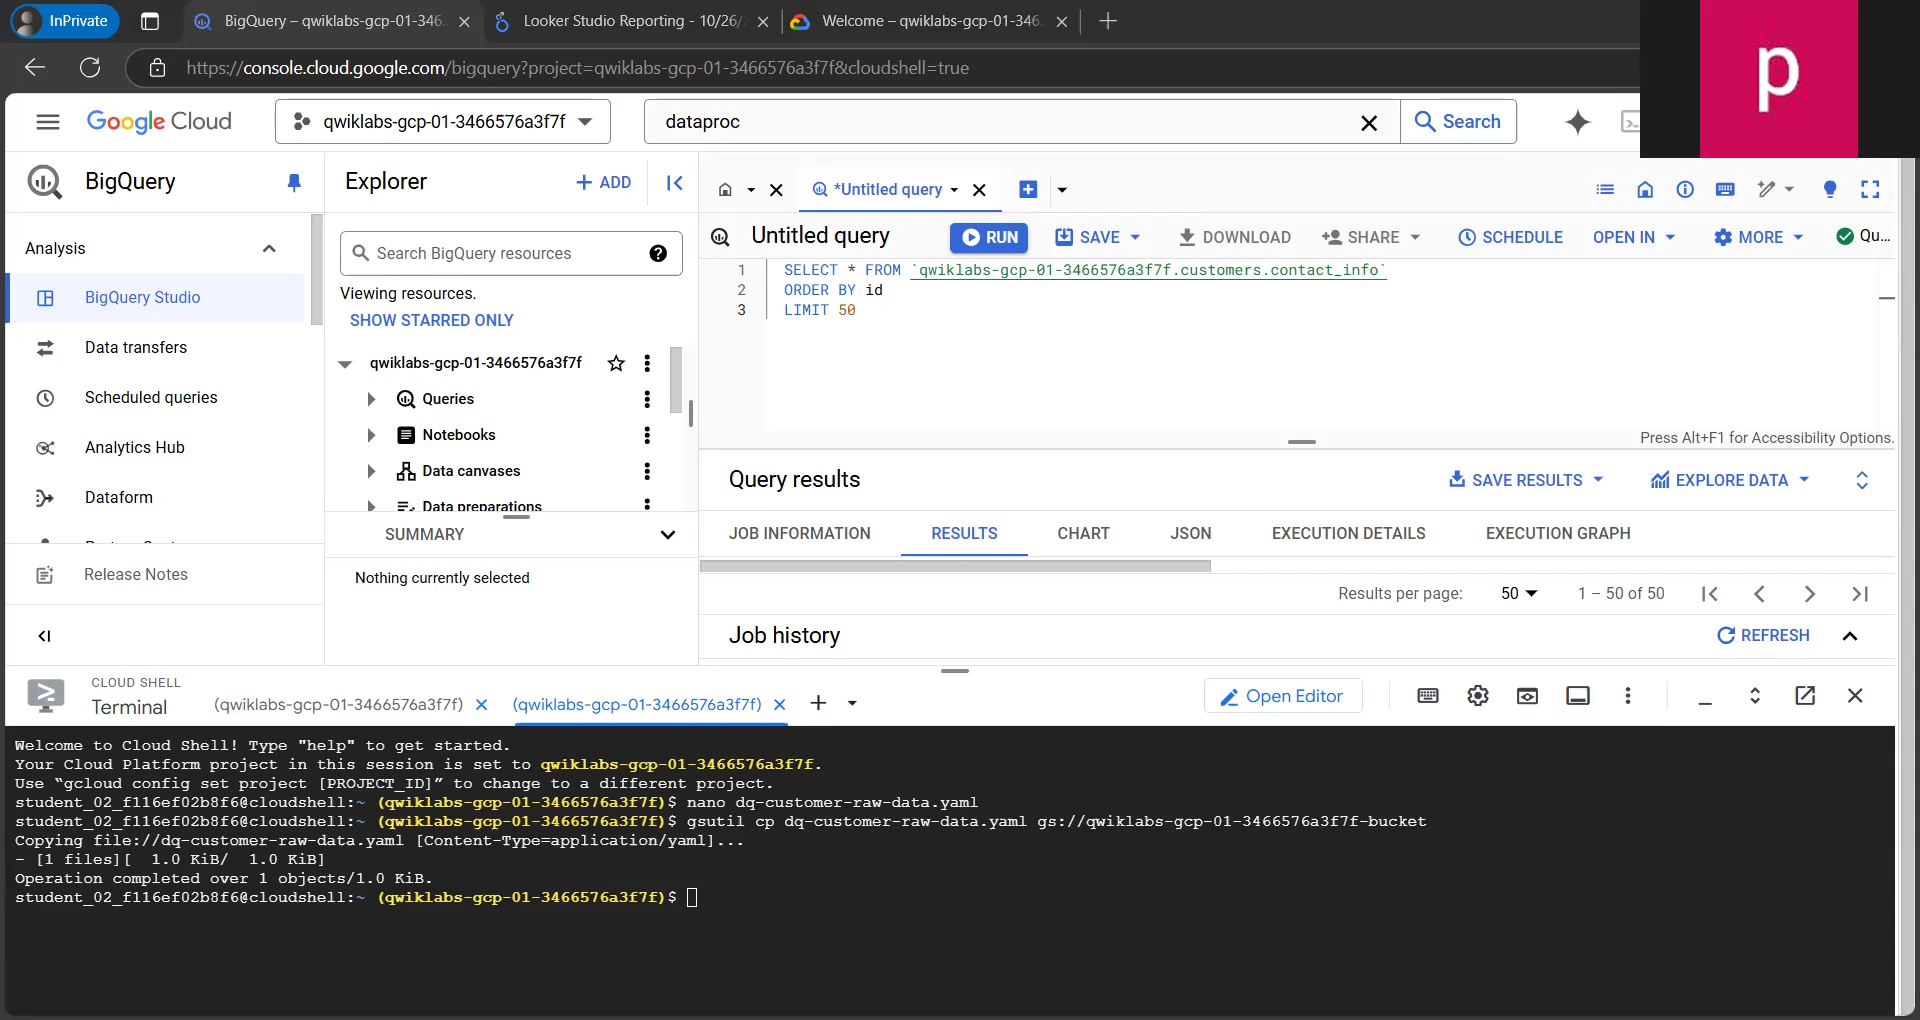 InPrivate
BigQuery – qwiklabs-gcp-01-346
Looker Studio Reporting - 10/26/
Welcome – qwiklabs-gcp-01-346
https://console.cloud.google.com/bigquery?project=qwiklabs-gcp-01-3466576a3f7f&cloudshell=true
p
Google Cloud
qwiklabs-gcp-01-3466576a3f7f
dataproc
Search
BigQuery
Explorer
+ ADD
*Untitled query
Analysis
Search BigQuery resources
Untitled query
RUN
SAVE
DOWNLOAD
SHARE
SCHEDULE
OPEN IN
MORE
Qu...
BigQuery Studio
Data transfers
Scheduled queries
Analytics Hub
Dataform
Release Notes
Viewing resources.
SHOW STARRED ONLY
qwiklabs-gcp-01-3466576a3f7f
Queries
Notebooks
Data canvases
Data preparations
SUMMARY
Nothing currently selected
1 SELECT * FROM `qwiklabs-gcp-01-3466576a3f7f.customers.contact_info`
2 ORDER BY id
3 LIMIT 50
Press Alt+F1 for Accessibility Options.
Query results
SAVE RESULTS
EXPLORE DATA
JOB INFORMATION
RESULTS
CHART
JSON
EXECUTION DETAILS
EXECUTION GRAPH
Results per page:
50
1 – 50 of 50
Job history
REFRESH
CLOUD SHELL
Terminal
(qwiklabs-gcp-01-3466576a3f7f)
(qwiklabs-gcp-01-3466576a3f7f)
Open Editor
Welcome to Cloud Shell! Type "help" to get started.
Your Cloud Platform project in this session is set to qwiklabs-gcp-01-3466576a3f7f.
Use “gcloud config set project [PROJECT_ID]” to change to a different project.
student_02_f116ef02b8f6@cloudshell:~ (qwiklabs-gcp-01-3466576a3f7f)$ nano dq-customer-raw-data.yaml
student_02_f116ef02b8f6@cloudshell:~ (qwiklabs-gcp-01-3466576a3f7f)$ gsutil cp dq-customer-raw-data.yaml gs://qwiklabs-gcp-01-3466576a3f7f-bucket
Copying file://dq-customer-raw-data.yaml [Content-Type=application/yaml]...
- [1 files][  1.0 KiB/  1.0 KiB]
Operation completed over 1 objects/1.0 KiB.
student_02_f116ef02b8f6@cloudshell:~ (qwiklabs-gcp-01-3466576a3f7f)$